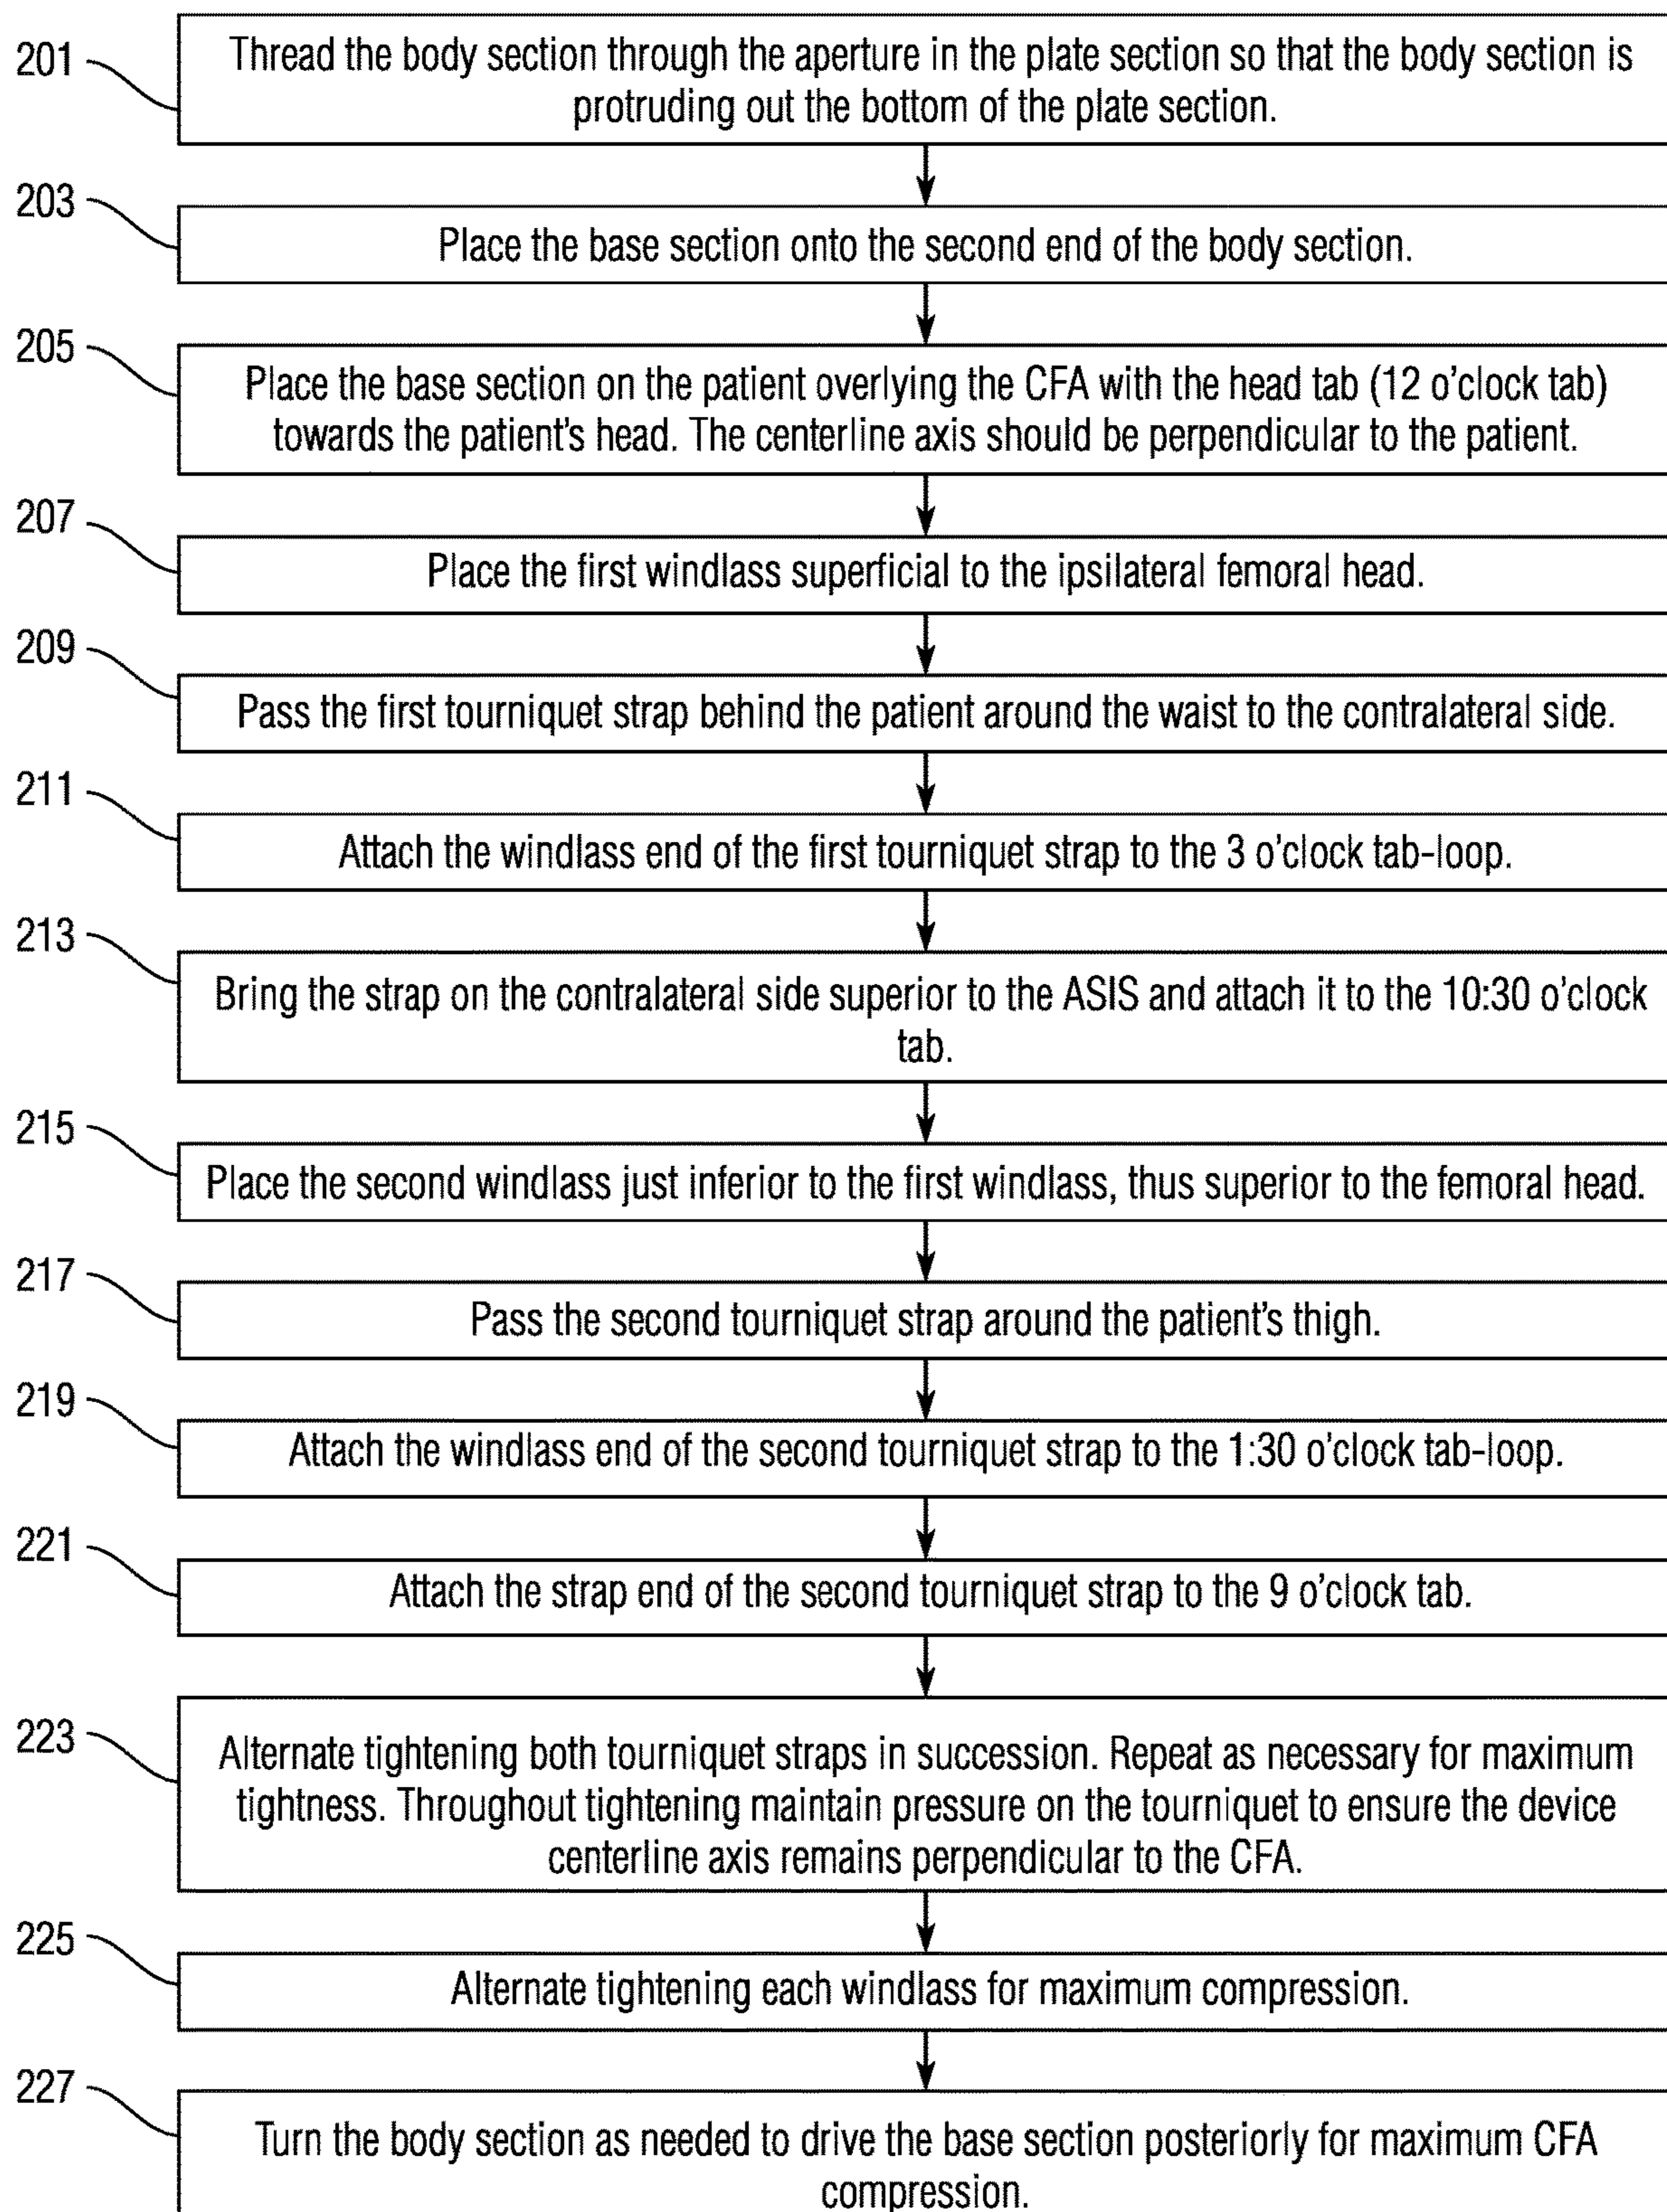 201
Thread the body section through the aperture in the plate section so that the body section is
protruding out the bottom of the plate section.
203
Place the base section onto the second end of the body section.
205
Place the base section on the patient overlying the CFA with the head tab (12 o'clock tab)
towards the patient's head. The centerline axis should be perpendicular to the patient.
207
Place the first windlass superficial to the ipsilateral femoral head.
209
Pass the first tourniquet strap behind the patient around the waist to the contralateral side.
211
Attach the windlass end of the first tourniquet strap to the 3 o'clock tab-loop.
213
Bring the strap on the contralateral side superior to the ASIS and attach it to the 10:30 o'clock
tab.
215
Place the second windlass just inferior to the first windlass, thus superior to the femoral head.
217
Pass the second tourniquet strap around the patient's thigh.
219
Attach the windlass end of the second tourniquet strap to the 1:30 o'clock tab-loop.
221
Attach the strap end of the second tourniquet strap to the 9 o'clock tab.
223
Alternate tightening both tourniquet straps in succession. Repeat as necessary for maximum
tightness. Throughout tightening maintain pressure on the tourniquet to ensure the device
centerline axis remains perpendicular to the CFA.
225
Alternate tightening each windlass for maximum compression.
227
Turn the body section as needed to drive the base section posteriorly for maximum CFA
compression.